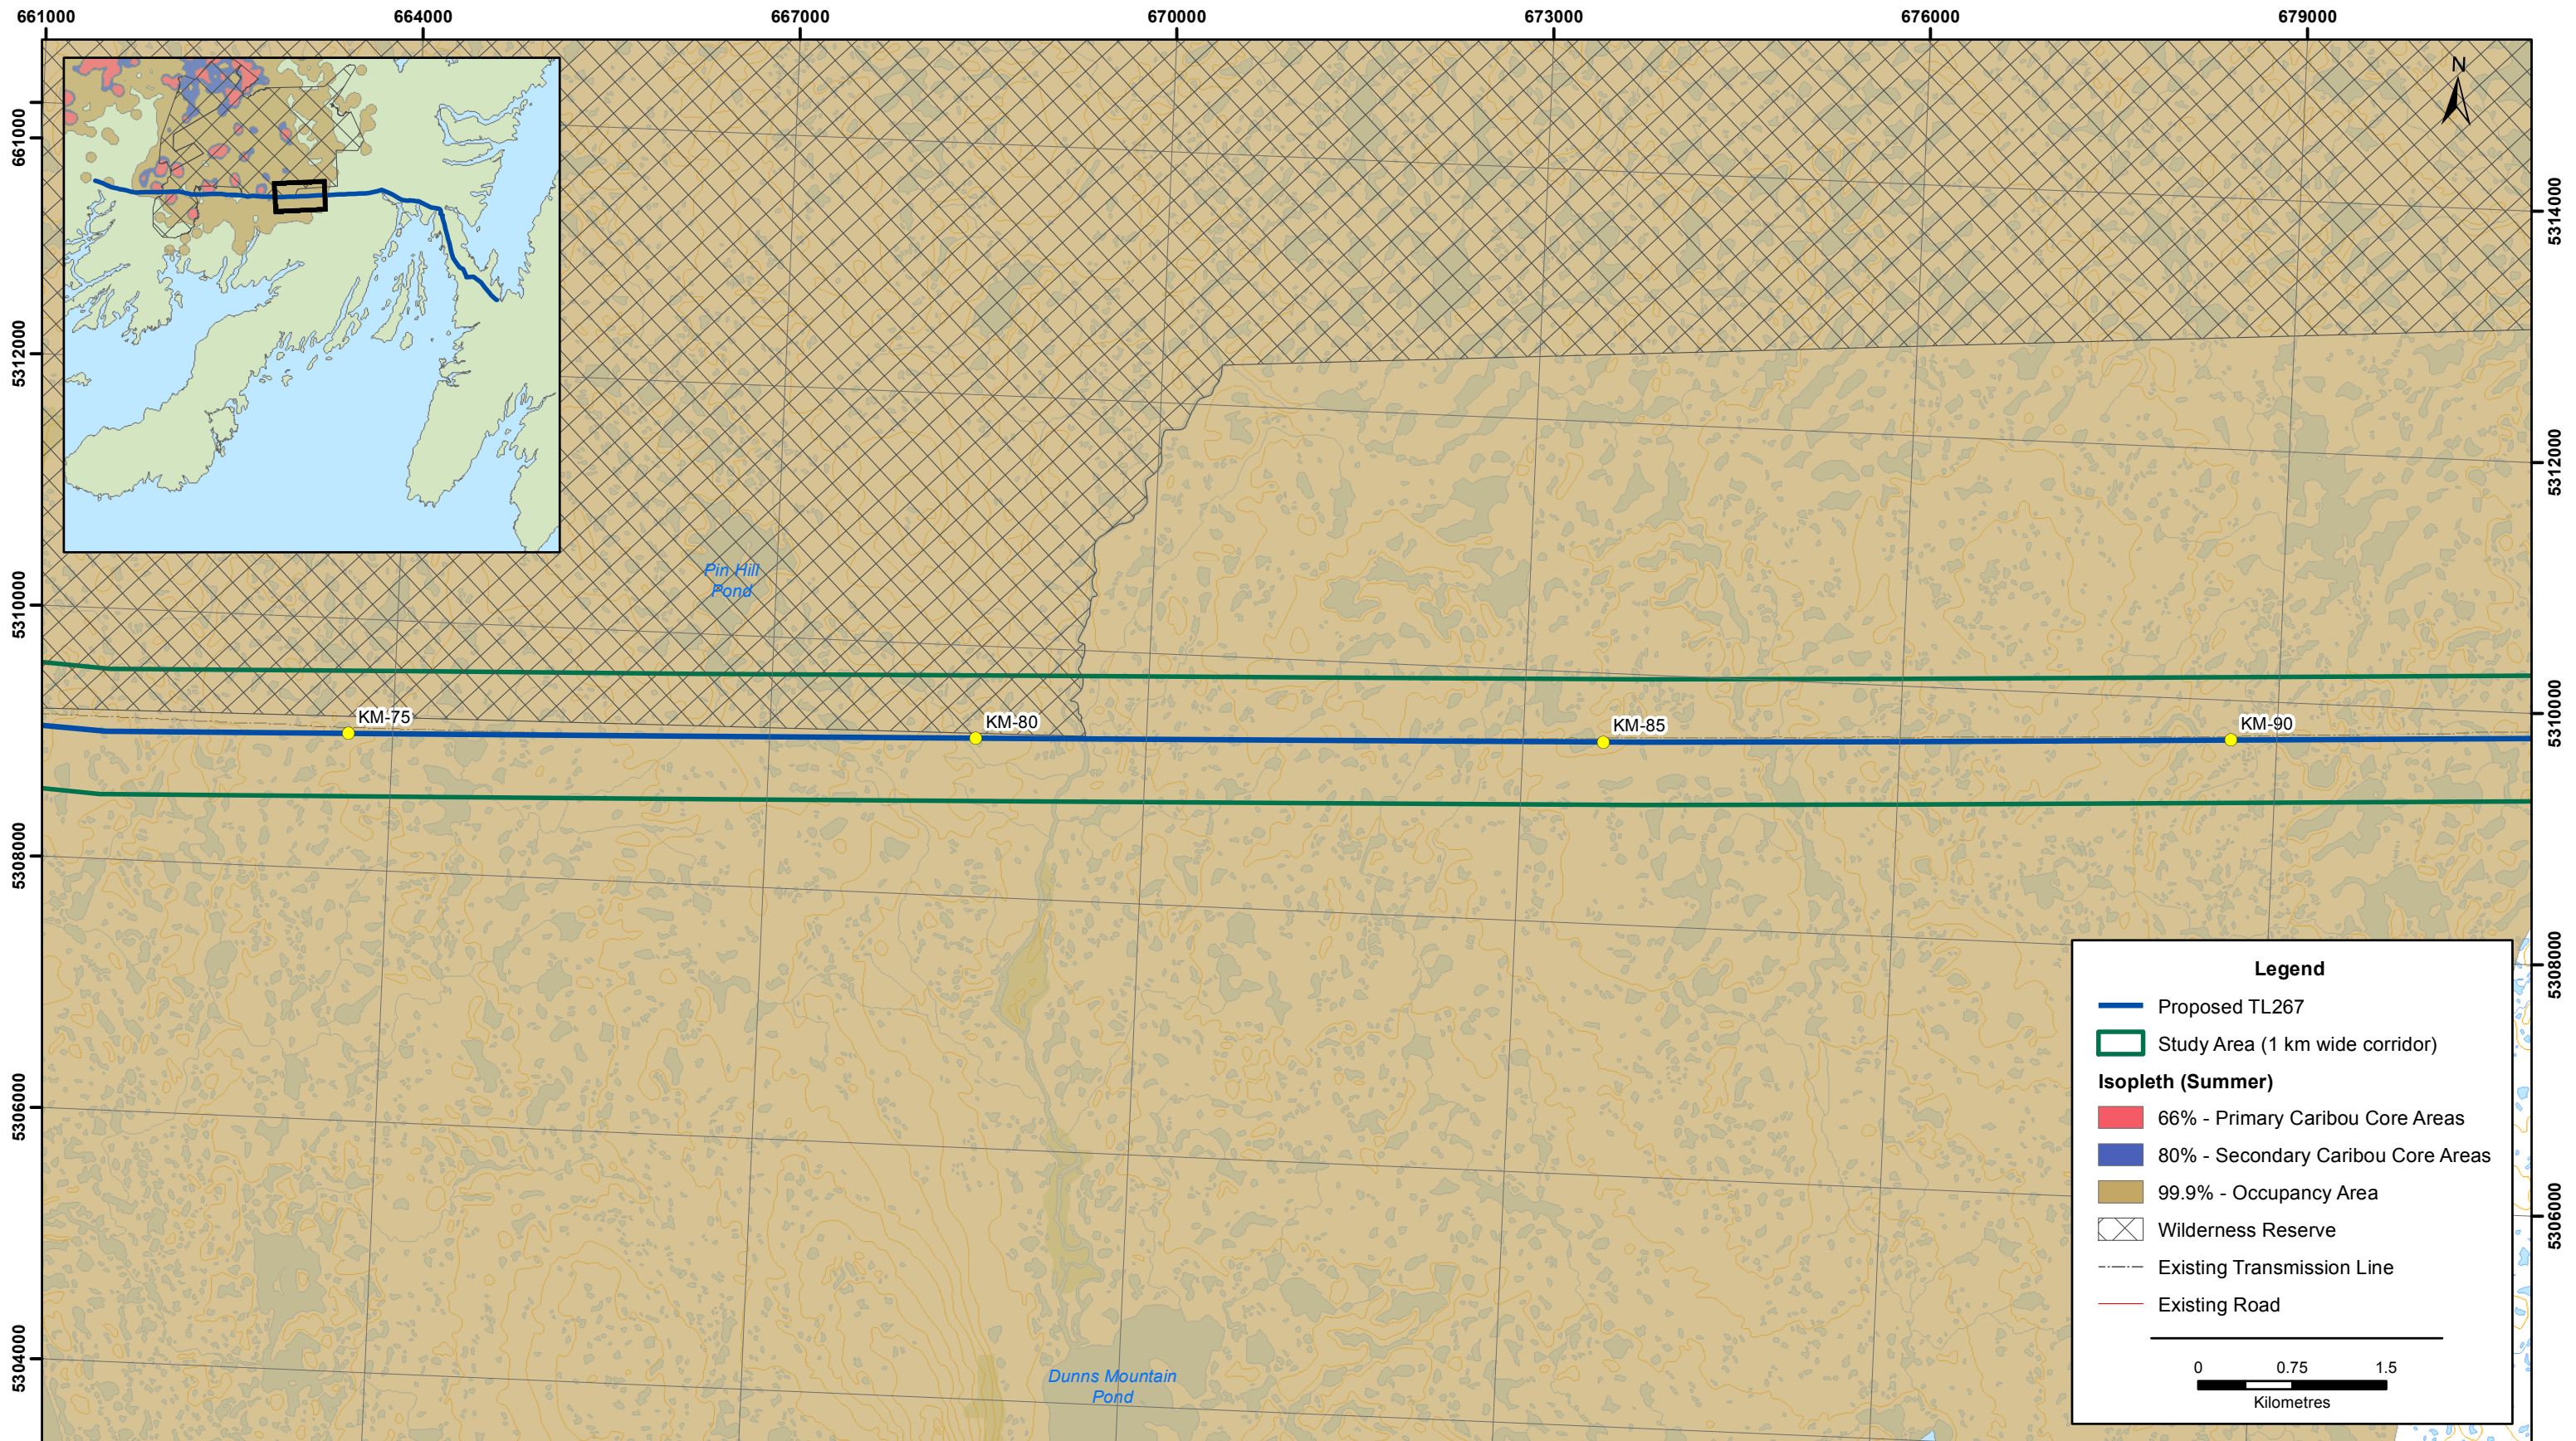 661000
664000
667000
670000
673000
676000
679000
N
661000
5314000
5312000
5312000
Pin Hill
Pond
5310000
5310000
KM-75
KM-80
KM-85
KM-90
5308000
5308000
5306000
5306000
5304000
Dunns Mountain
Pond
Legend
Proposed TL267
Study Area (1 km wide corridor)
Isopleth (Summer)
66% - Primary Caribou Core Areas
80% - Secondary Caribou Core Areas
99.9% - Occupancy Area
Wilderness Reserve
Existing Transmission Line
Existing Road
0 0.75 1.5
Kilometres